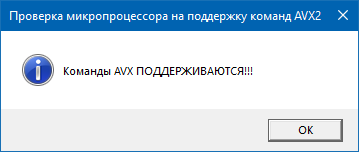 Проверка микропроцессора на поддержку команд AVX2
Команды AVX ПОДДЕРЖИВАЮТСЯ!!!
OK